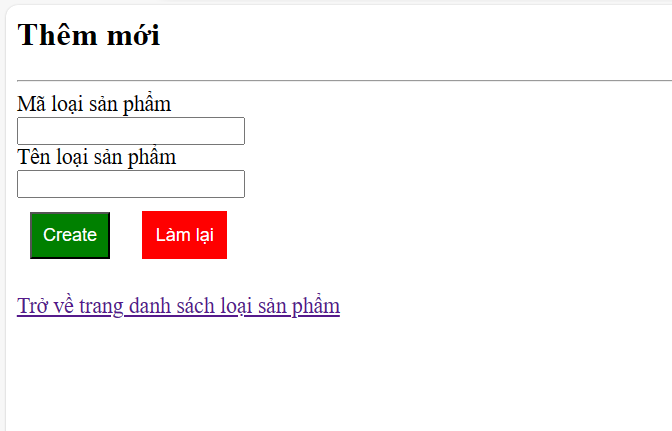 Thêm mới
Mã loại sản phẩm
Tên loại sản phẩm
Create Làm lại
Trở về trang danh sách loại sản phẩm